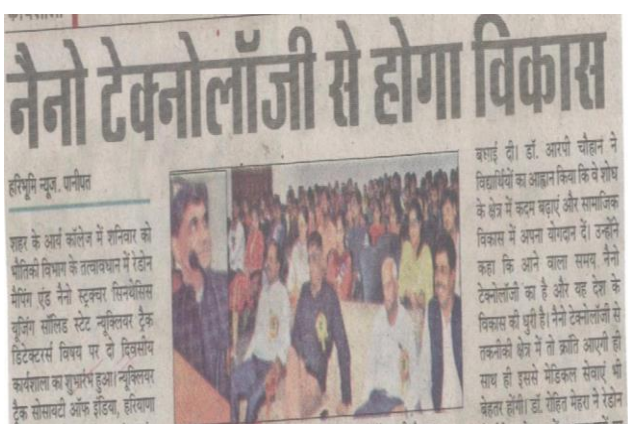 नैनो टेक्नोलॉजी से होगा विकास
हरिभूमि न्यूज. पानीपत
शहर के आर्य कॉलेज में शनिवार को
भौतिकी विभाग के तत्वावधान में रेडोन
मैपिंग एंड नैनो स्ट्रक्चर सिनथेसिस
यूजिंग सॉलिड स्टेट न्यूक्लियर ट्रैक
डिटेक्टर्स विषय पर दो दिवसीय
कार्यशाला का शुभारंभ हुआ। न्यूक्लियर
ट्रैक सोसायटी ऑफ इंडिया, हरियाणा
बधाई दी। डॉ. आरपी चौहान ने
विद्यार्थियों का आह्वान किया कि वे शोध
के क्षेत्र में कदम बढ़ाएं और सामाजिक
विकास में अपना योगदान दें। उन्होंने
कहा कि आने वाला समय नैनो
टेक्नोलॉजी का है और यह देश के
विकास की धुरी है। नैनो टेक्नोलॉजी से
तकनीकी क्षेत्र में तो क्रांति आएगी ही
साथ ही इससे मेडिकल सेवाएं भी
बेहतर होंगी। डॉ. रोहित मेहरा ने रेडोन